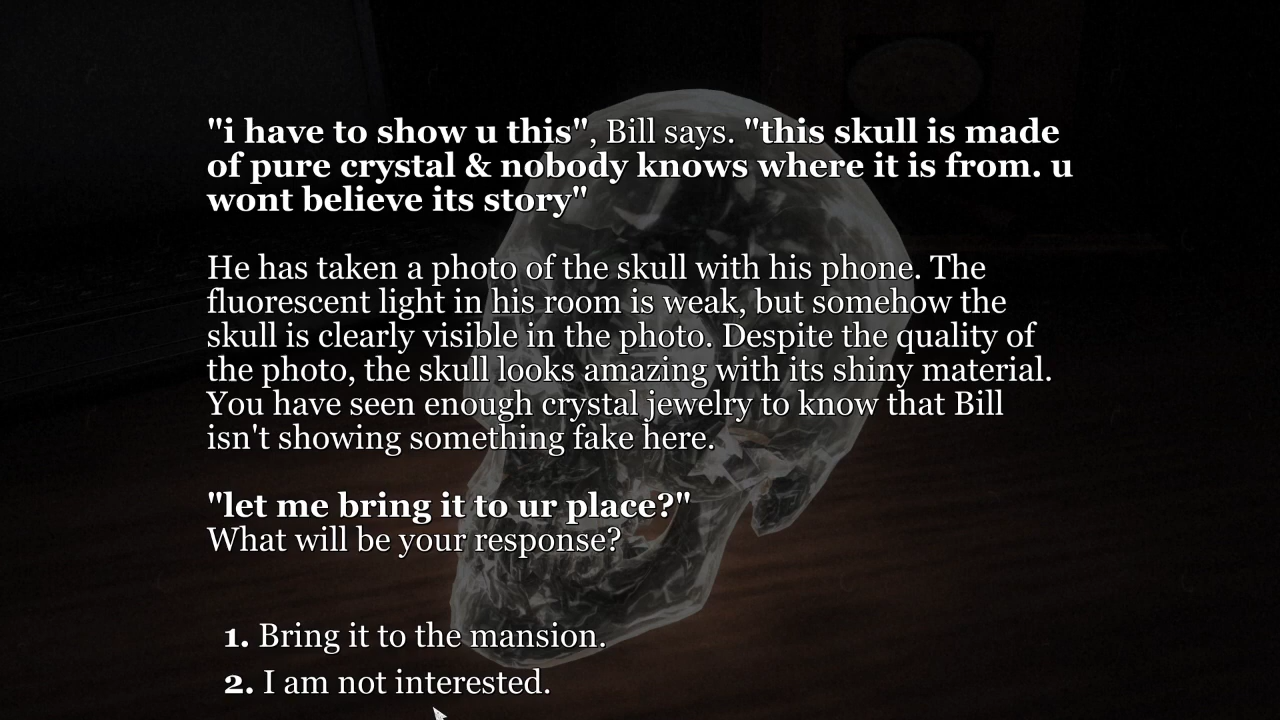 "i have to show u this", Bill says. "this skull is made
of pure crystal & nobody knows where it is from. u
wont believe its story"
He has taken a photo of the skull with his phone. The
fluorescent light in his room is weak, but somehow the
skull is clearly visible in the photo. Despite the quality of
the photo, the skull looks amazing with its shiny material.
You have seen enough crystal jewelry to know that Bill
isn't showing something fake here.
"let me bring it to ur place?"
What will be your response?
1. Bring it to the mansion.
2. I am not interested.